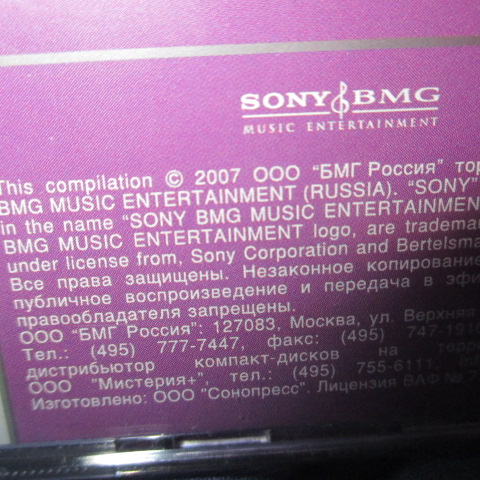 SONY BMG
MUSIC ENTERTAINMENT
This compilation © 2007 ООО "БМГ Россия" тор
BMG MUSIC ENTERTAINMENT (RUSSIA). "SONY"
in the name "SONY BMG MUSIC ENTERTAINMEN
BMG MUSIC ENTERTAINMENT logo, are tradema
under license from, Sony Corporation and Bertelsma
Все права защищены. Незаконное копирование
публичное воспроизведение и передача в эфи
правообладателя запрещены.
ООО "БМГ Россия": 127083, Москва, ул. Верхняя
Тел.: (495) 777-7447, факс: (495) 747-191
дистрибьютор компакт-дисков на терр
ООО "Мистерия+", тел.: (495) 755-6111,
Изготовлено: ООО "Сонопресс". Лицензия ВАФ №